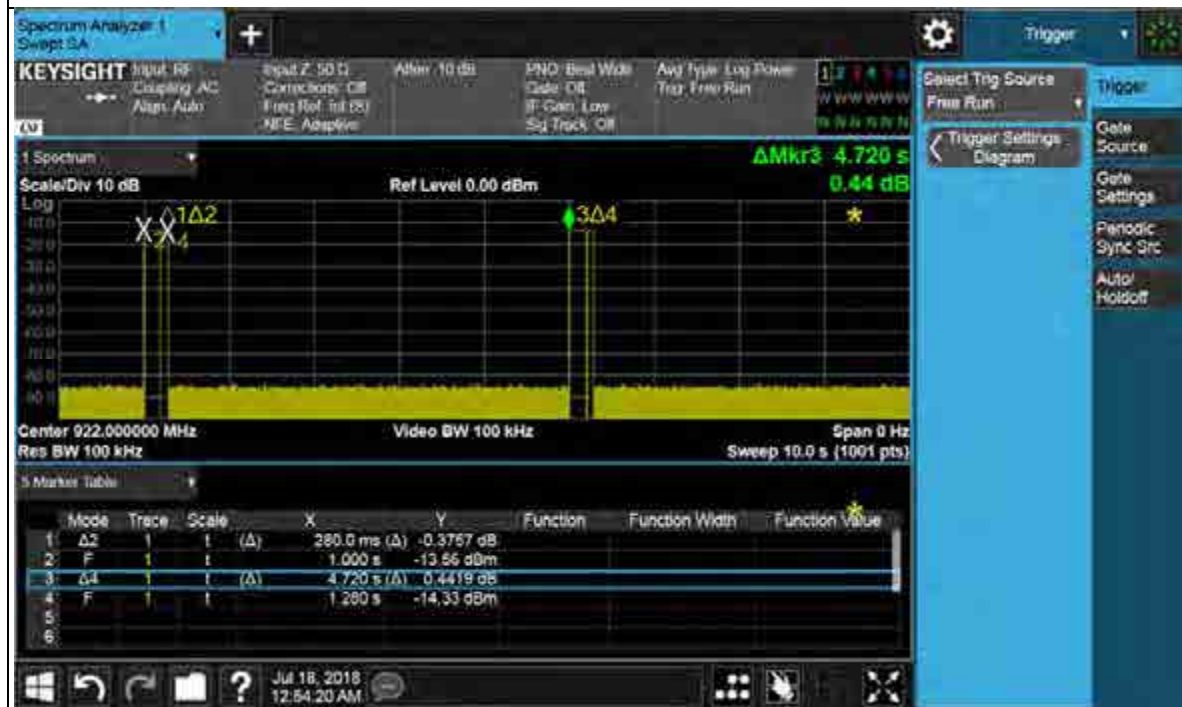 Spectrum Analyzer 1
Swept SA
+
Trigger
KEYSIGHT Input: RF
Coupling: AC
Align: Auto
Input Z: 50 Ω
Corrections: Off
Freq Ref: Int (S)
NFE: Adaptive
Atten: 10 dB
PNO: Best Wide
Gate: Off
IF Gain: Low
Sig Track: Off
Avg Type: Log-Power
Trig: Free Run
Select Trig Source
Free Run
Trigger Settings
Diagram
Trigger
Gate
Source
Gate
Settings
Periodic
Sync Src
Auto/
Holdoff
1 Spectrum
ΔMkr3 4.720 s
0.44 dB
Scale/Div 10 dB
Ref Level 0.00 dBm
Log
1Δ2
3Δ4
Center 922.000000 MHz
Video BW 100 kHz
Span 0 Hz
Res BW 100 kHz
Sweep 10.0 s (1001 pts)
5 Marker Table
Mode Trace Scale X Y Function Function Width Function Value
1 Δ2 1 t (Δ) 280.0 ms (Δ) -0.3767 dB
2 F 1 t 1.000 s -13.56 dBm
3 Δ4 1 t (Δ) 4.720 s (Δ) 0.4419 dB
4 F 1 t 1.280 s -14.33 dBm
5
6
?
Jul 18, 2018
12:54:20 AM